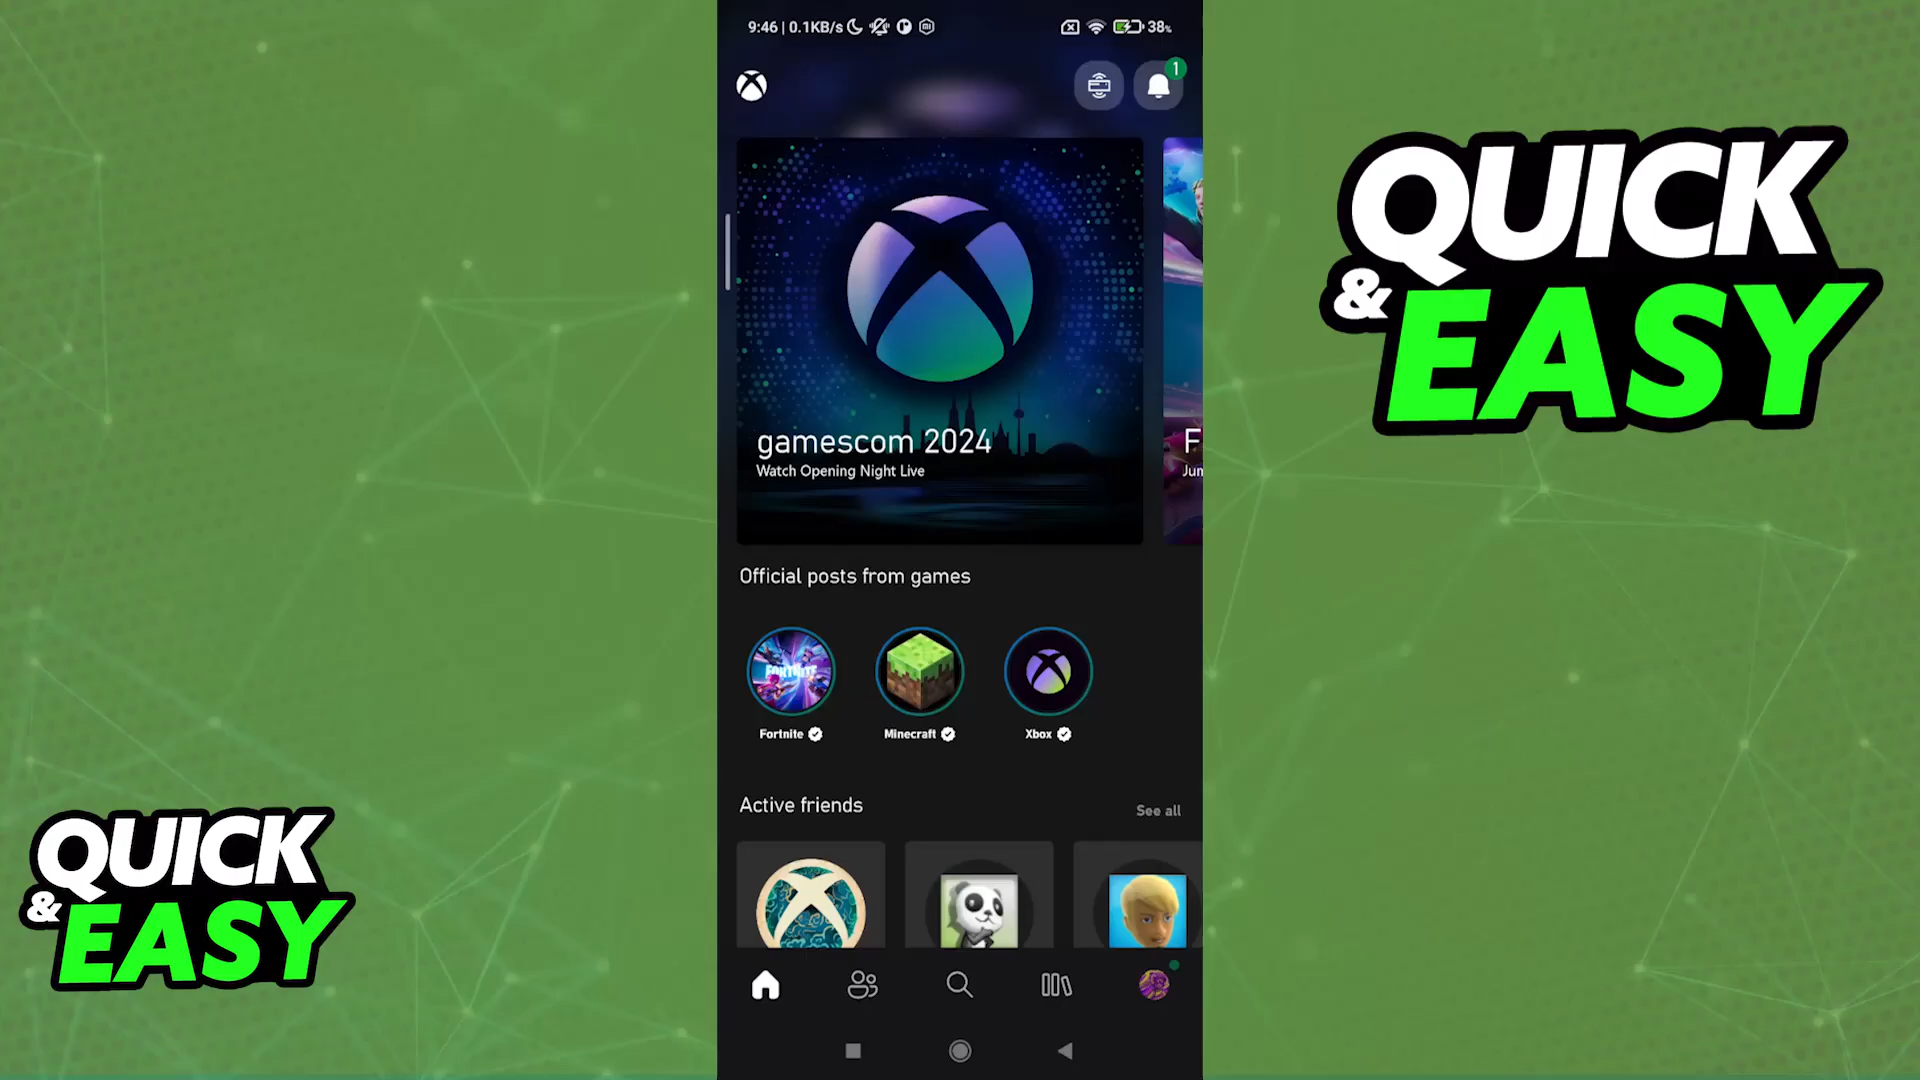 9:46 | 0.1KB/s
38%
1
gamescom 2024
Watch Opening Night Live
F
Jun
Official posts from games
FORTNITE
Fortnite
Minecraft
Xbox
Active friends
See all
QUICK
& EASY
QUICK
& EASY